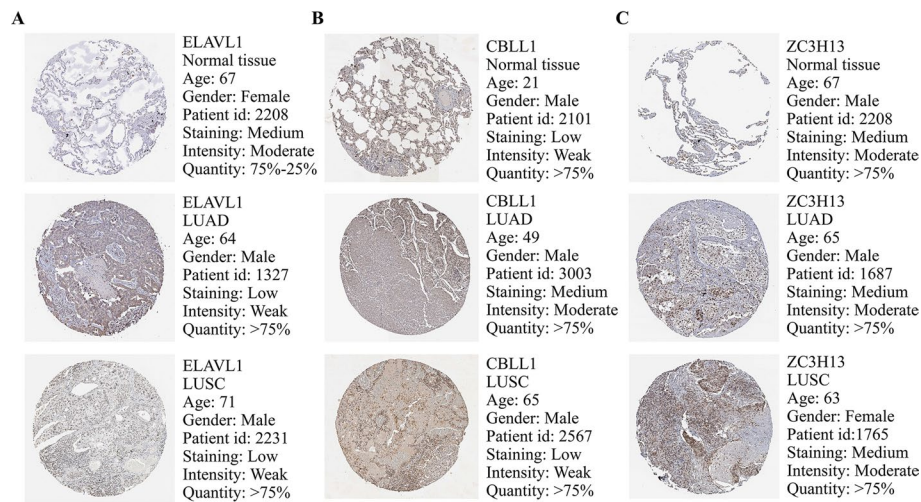 A
ELAVL1
Normal tissue
Age: 67
Gender: Female
Patient id: 2208
Staining: Medium
Intensity: Moderate
Quantity: 75%-25%
ELAVL1
LUAD
Age: 64
Gender: Male
Patient id: 1327
Staining: Low
Intensity: Weak
Quantity: >75%
ELAVL1
LUSC
Age: 71
Gender: Male
Patient id: 2231
Staining: Low
Intensity: Weak
Quantity: >75%
B
CBLL1
Normal tissue
Age: 21
Gender: Male
Patient id: 2101
Staining: Low
Intensity: Weak
Quantity: >75%
CBLL1
LUAD
Age: 49
Gender: Male
Patient id: 3003
Staining: Medium
Intensity: Moderate
Quantity: >75%
CBLL1
LUSC
Age: 65
Gender: Male
Patient id: 2567
Staining: Low
Intensity: Weak
Quantity: >75%
C
ZC3H13
Normal tissue
Age: 67
Gender: Male
Patient id: 2208
Staining: Medium
Intensity: Moderate
Quantity: >75%
ZC3H13
LUAD
Age: 65
Gender: Male
Patient id: 1687
Staining: Medium
Intensity: Moderate
Quantity: >75%
ZC3H13
LUSC
Age: 63
Gender: Female
Patient id:1765
Staining: Medium
Intensity: Moderate
Quantity: >75%